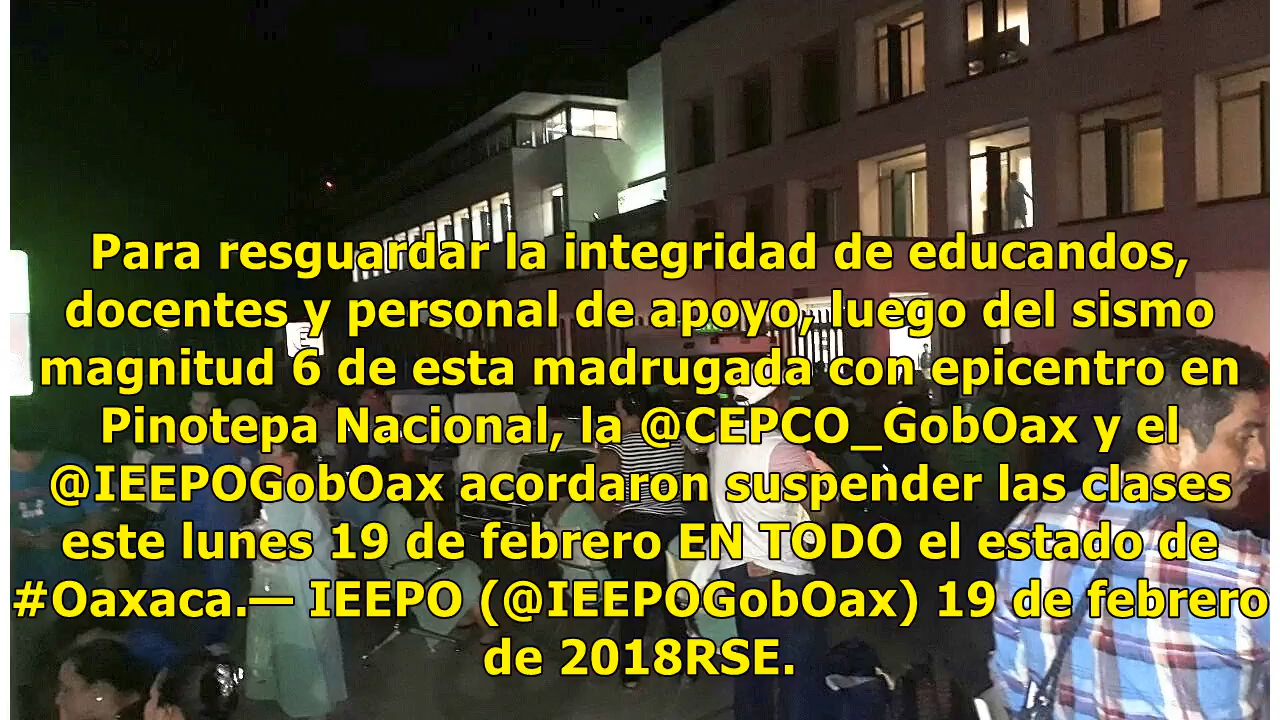 Para resguardar la integridad de educandos,
docentes y personal de apoyo, luego del sismo
magnitud 6 de esta madrugada con epicentro en
Pinotepa Nacional, la @CEPCO_GobOax y el
@IEEPOGobOax acordaron suspender las clases
este lunes 19 de febrero EN TODO el estado de
#Oaxaca.— IEEPO (@IEEPOGobOax) 19 de febrero
de 2018RSE.